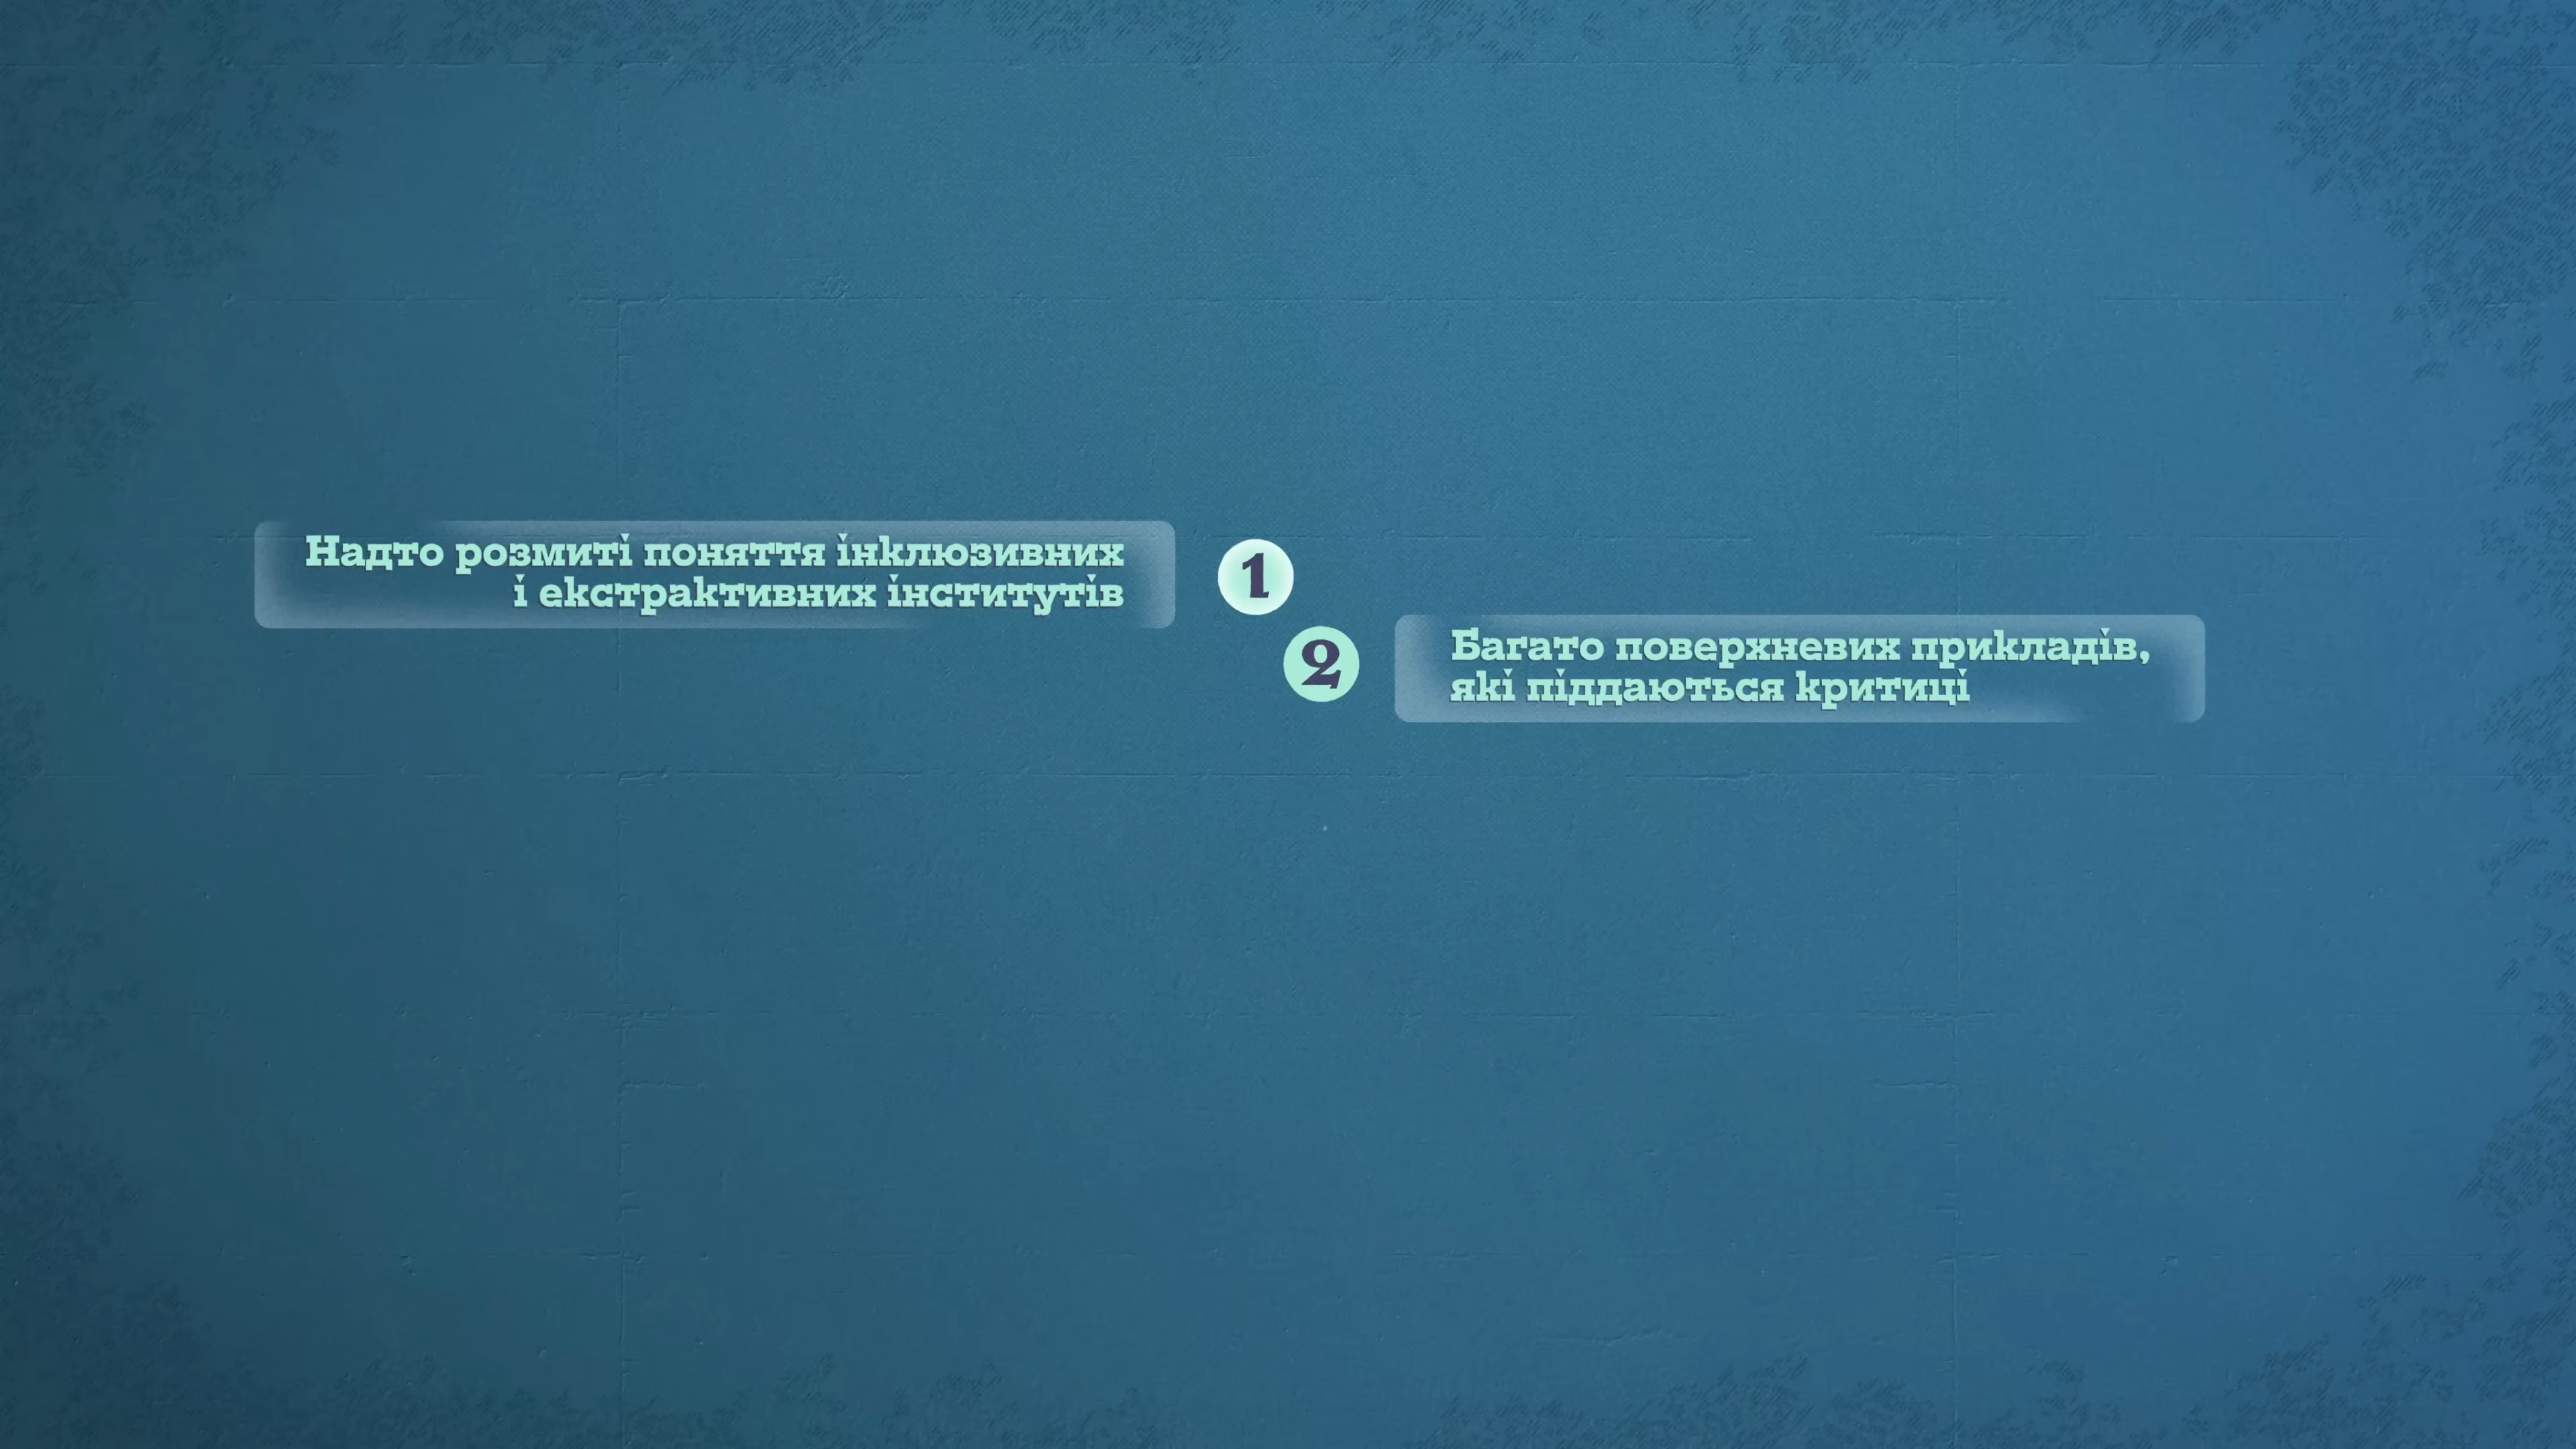 Надто розмиті поняття інклюзивних
і екстрактивних інститутів
1
2
Багато поверхневих прикладів,
які піддаються критиці